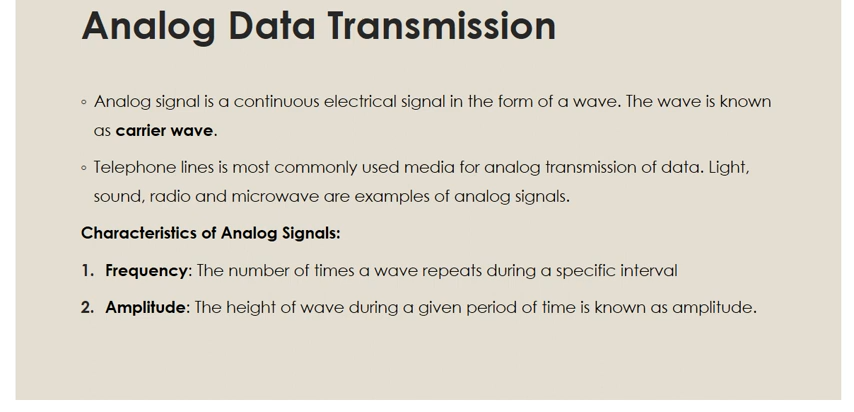 Analog Data Transmission
◦ Analog signal is a continuous electrical signal in the form of a wave. The wave is known
as carrier wave.
◦ Telephone lines is most commonly used media for analog transmission of data. Light,
sound, radio and microwave are examples of analog signals.
Characteristics of Analog Signals:
1. Frequency: The number of times a wave repeats during a specific interval
2. Amplitude: The height of wave during a given period of time is known as amplitude.